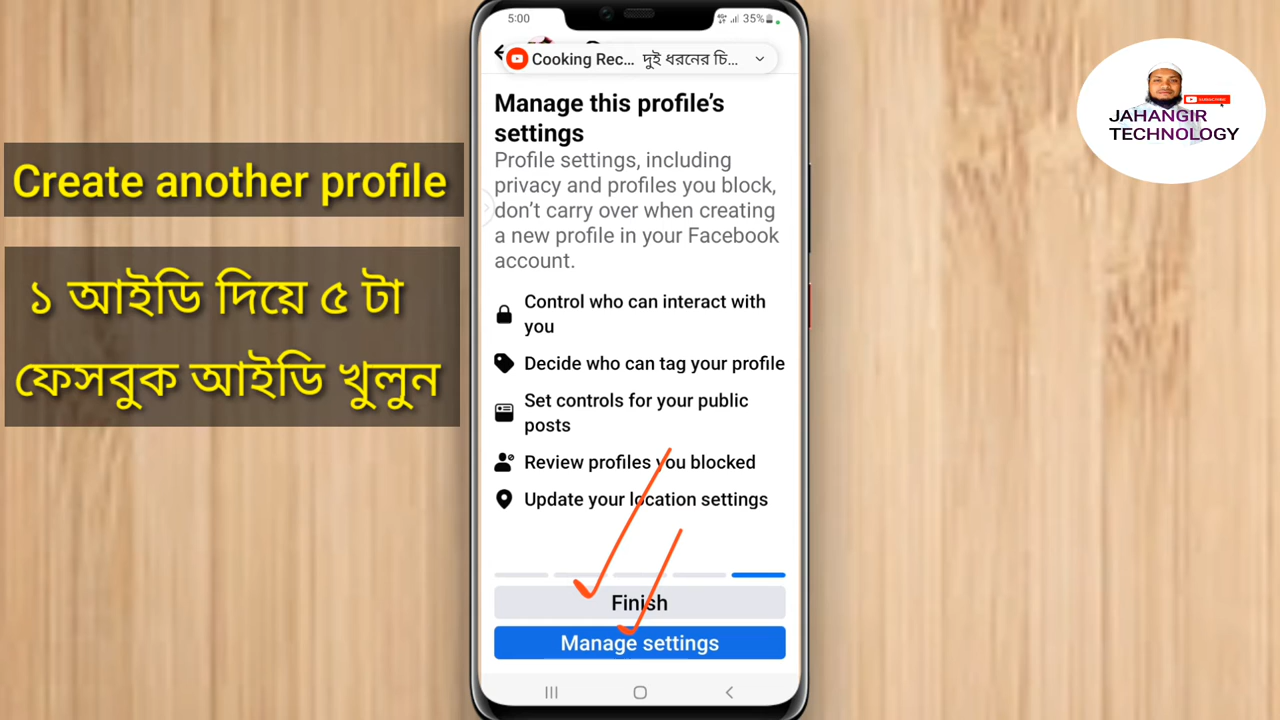 5:00
35%
Cooking Rec... দুই ধরনের চি...
Manage this profile's
settings
Profile settings, including
privacy and profiles you block,
don't carry over when creating
a new profile in your Facebook
account.
Control who can interact with
you
Decide who can tag your profile
Set controls for your public
posts
Review profiles you blocked
Update your location settings
Finish
Manage settings
Create another profile
১ আইডি দিয়ে ৫ টা
ফেসবুক আইডি খুলুন
JAHANGIR
TECHNOLOGY